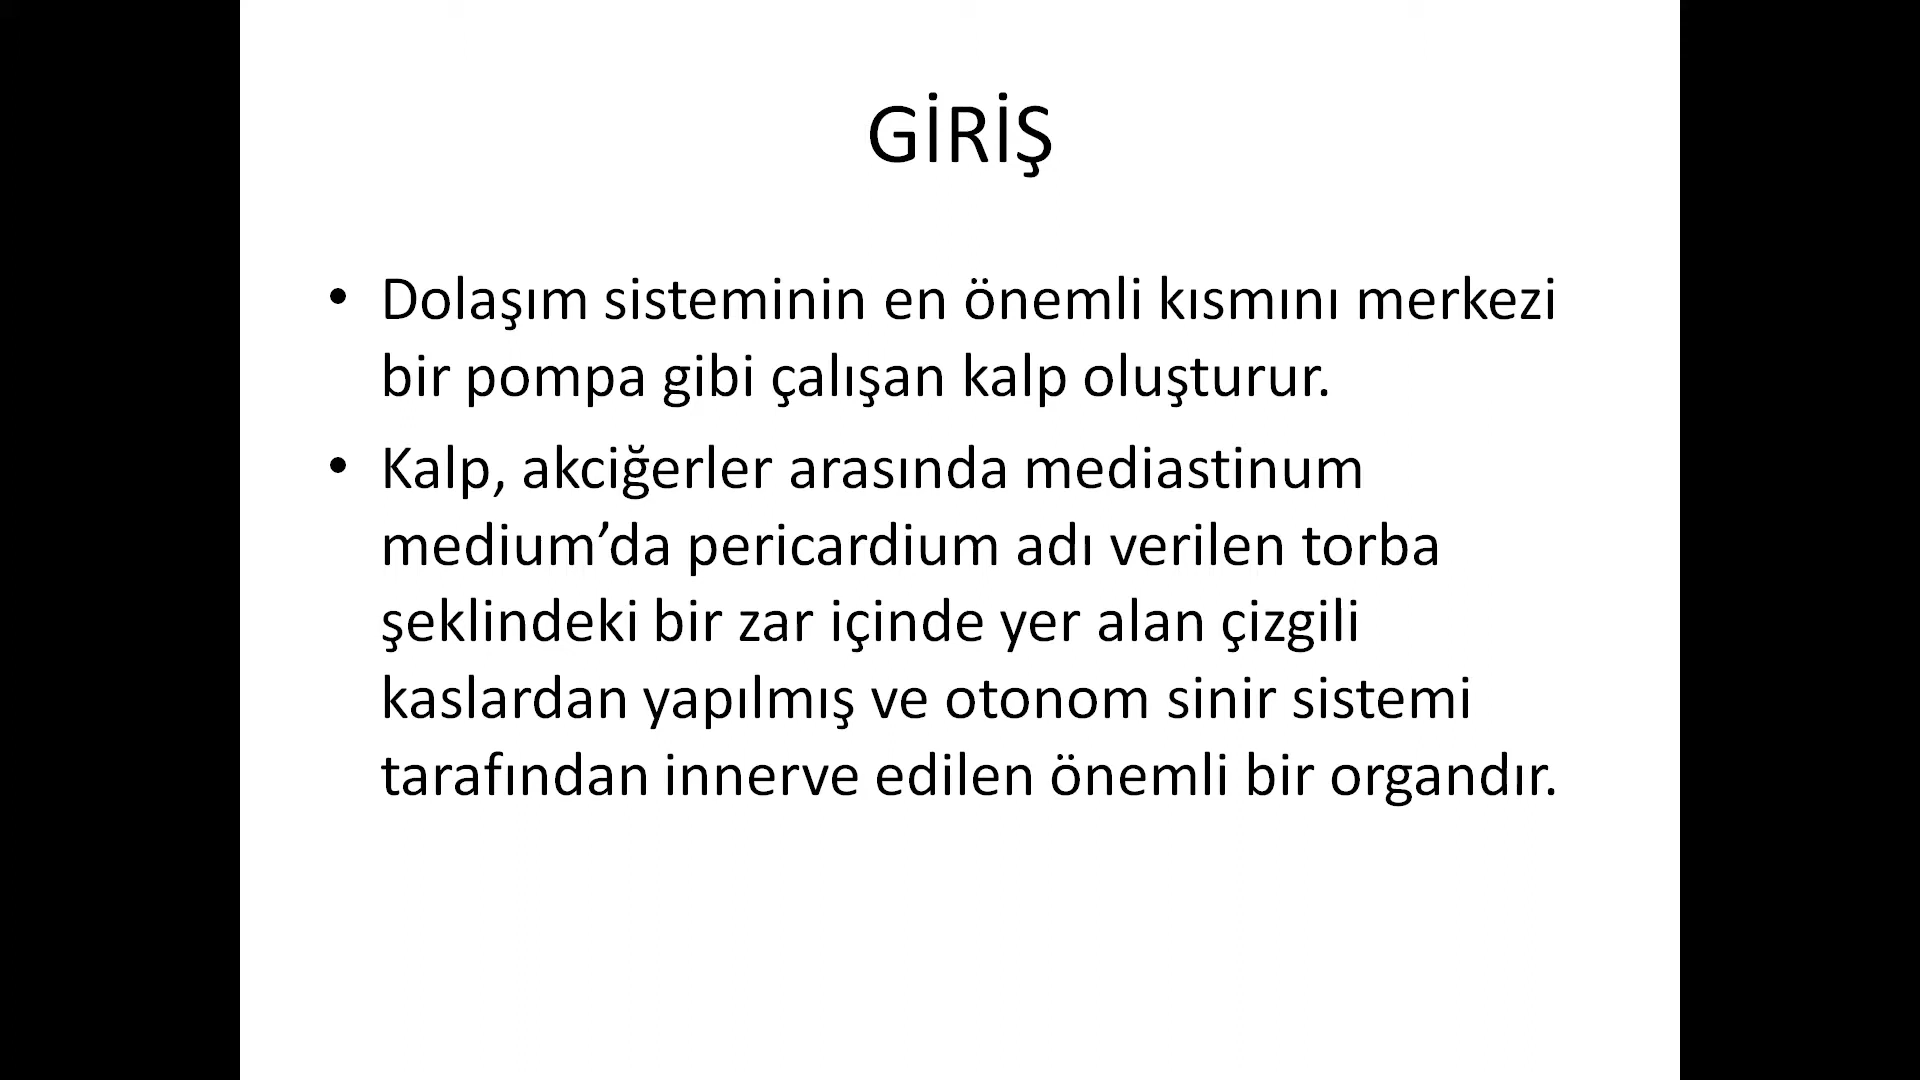 GİRİŞ
• Dolaşım sisteminin en önemli kısmını merkezi
bir pompa gibi çalışan kalp oluşturur.
• Kalp, akciğerler arasında mediastinum
medium’da pericardium adı verilen torba
şeklindeki bir zar içinde yer alan çizgili
kaslardan yapılmış ve otonom sinir sistemi
tarafından innerve edilen önemli bir organdır.